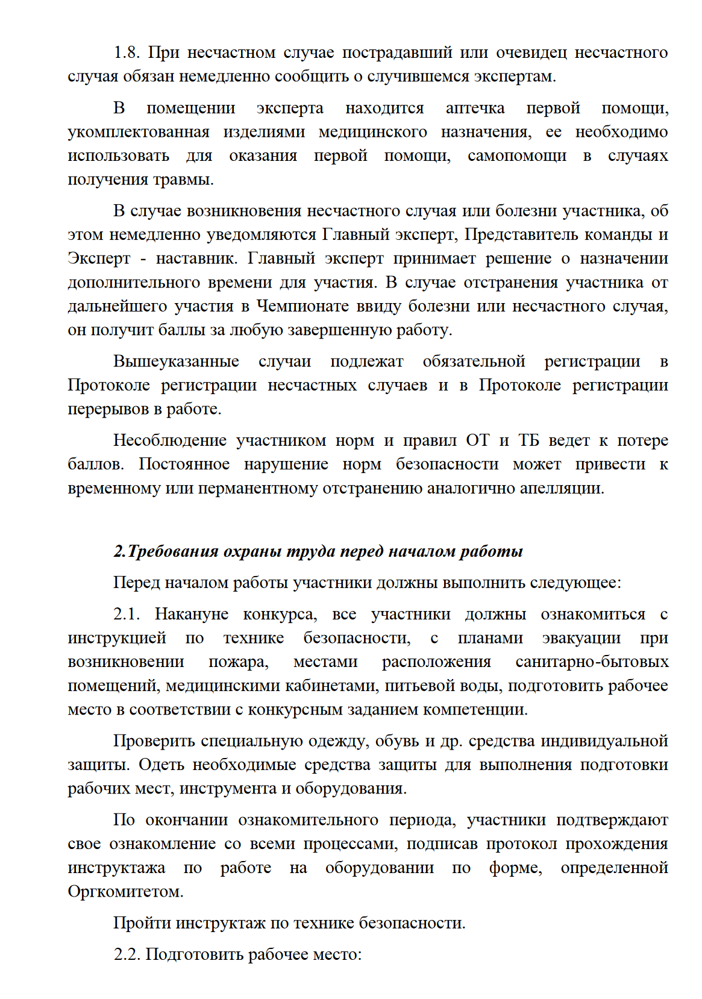 1.8. При несчастном случае пострадавший или очевидец несчастного
случая обязан немедленно сообщить о случившемся экспертам.
В помещении эксперта находится аптечка первой помощи,
укомплектованная изделиями медицинского назначения, ее необходимо
использовать для оказания первой помощи, самопомощи в случаях
получения травмы.
В случае возникновения несчастного случая или болезни участника, об
этом немедленно уведомляются Главный эксперт, Представитель команды и
Эксперт - наставник. Главный эксперт принимает решение о назначении
дополнительного времени для участия. В случае отстранения участника от
дальнейшего участия в Чемпионате ввиду болезни или несчастного случая,
он получит баллы за любую завершенную работу.
Вышеуказанные случаи подлежат обязательной регистрации в
Протоколе регистрации несчастных случаев и в Протоколе регистрации
перерывов в работе.
Несоблюдение участником норм и правил ОТ и ТБ ведет к потере
баллов. Постоянное нарушение норм безопасности может привести к
временному или перманентному отстранению аналогично апелляции.
2.Требования охраны труда перед началом работы
Перед началом работы участники должны выполнить следующее:
2.1. Накануне конкурса, все участники должны ознакомиться с
инструкцией по технике безопасности, с планами эвакуации при
возникновении пожара, местами расположения санитарно-бытовых
помещений, медицинскими кабинетами, питьевой воды, подготовить рабочее
место в соответствии с конкурсным заданием компетенции.
Проверить специальную одежду, обувь и др. средства индивидуальной
защиты. Одеть необходимые средства защиты для выполнения подготовки
рабочих мест, инструмента и оборудования.
По окончании ознакомительного периода, участники подтверждают
свое ознакомление со всеми процессами, подписав протокол прохождения
инструктажа по работе на оборудовании по форме, определенной
Оргкомитетом.
Пройти инструктаж по технике безопасности.
2.2. Подготовить рабочее место: